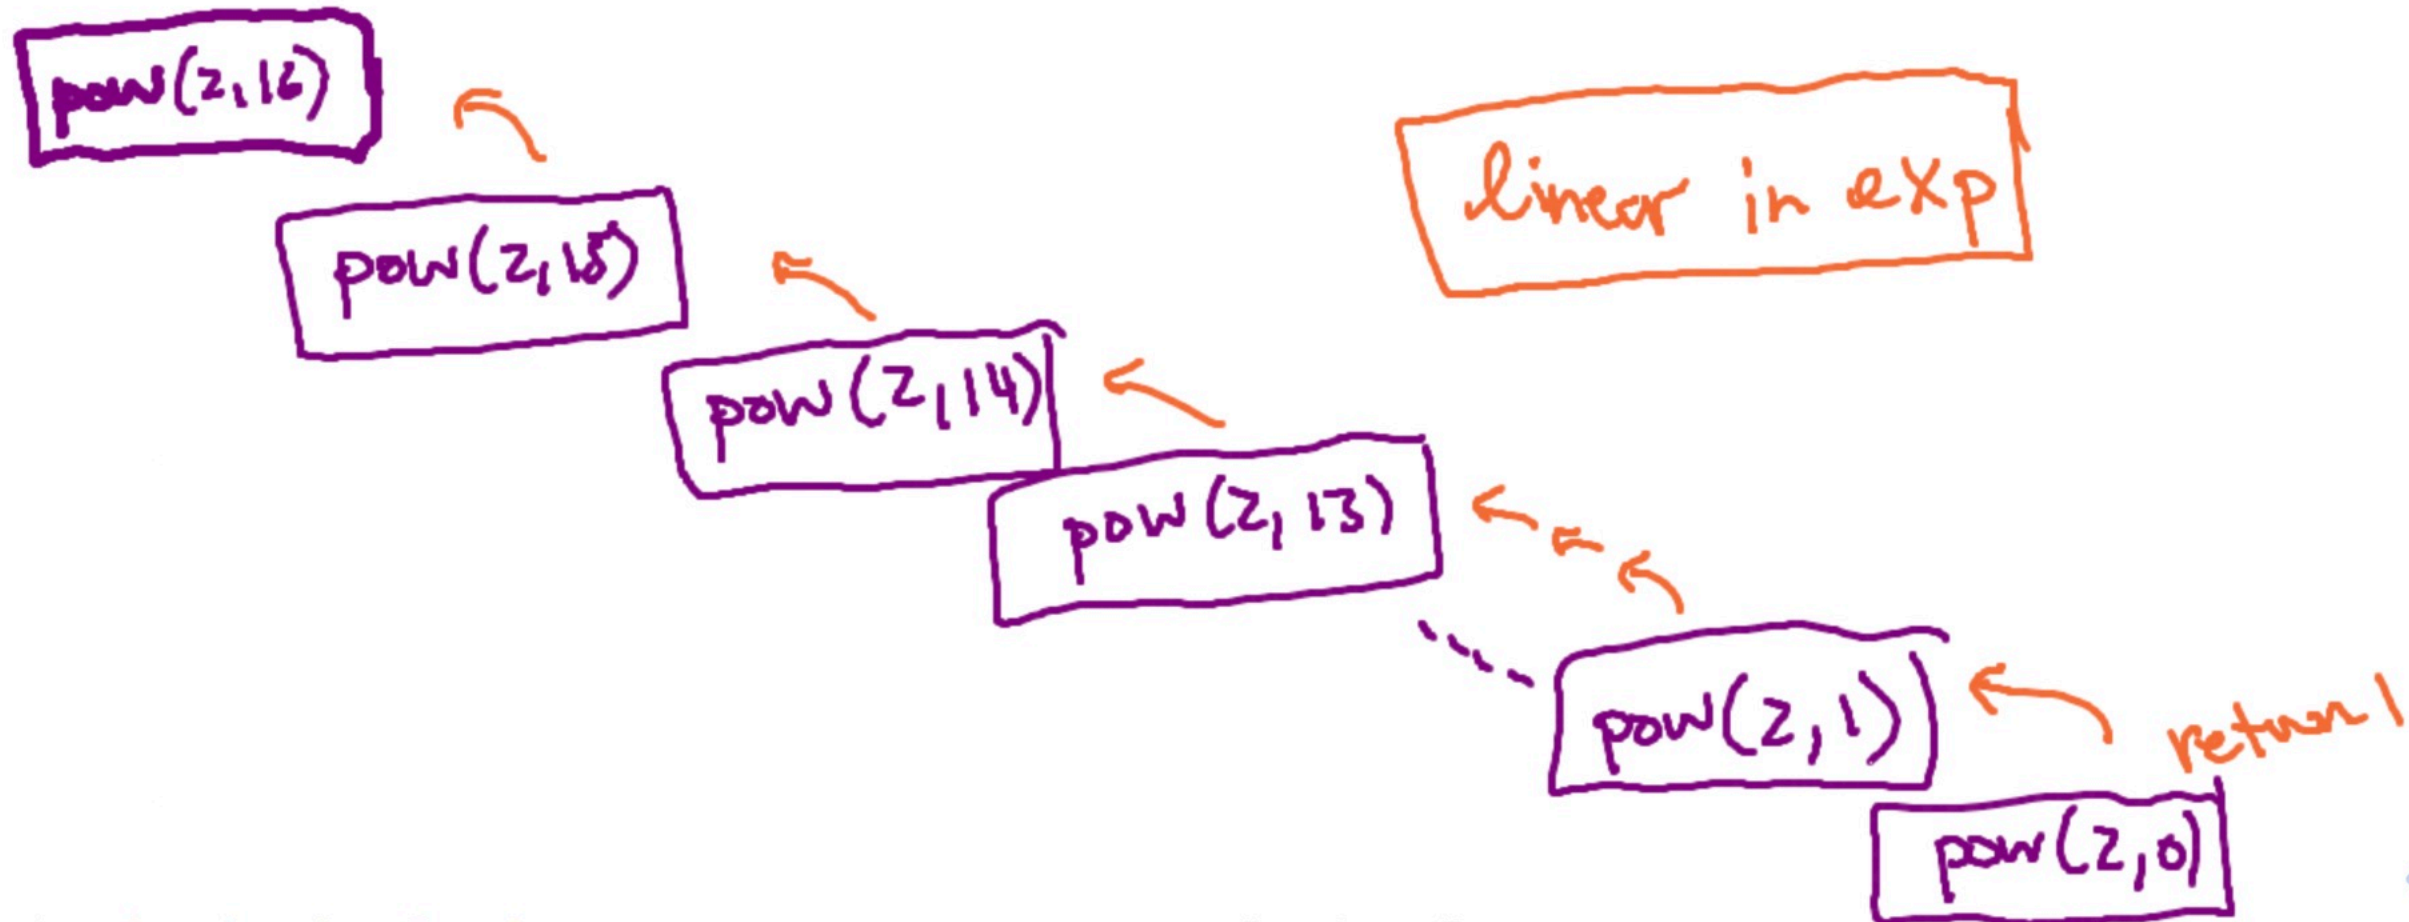 pow(2,16)
linear in exp
pow(2,15)
pow(2,14)
pow(2,13)
pow(2,1)
return 1
pow(2,0)